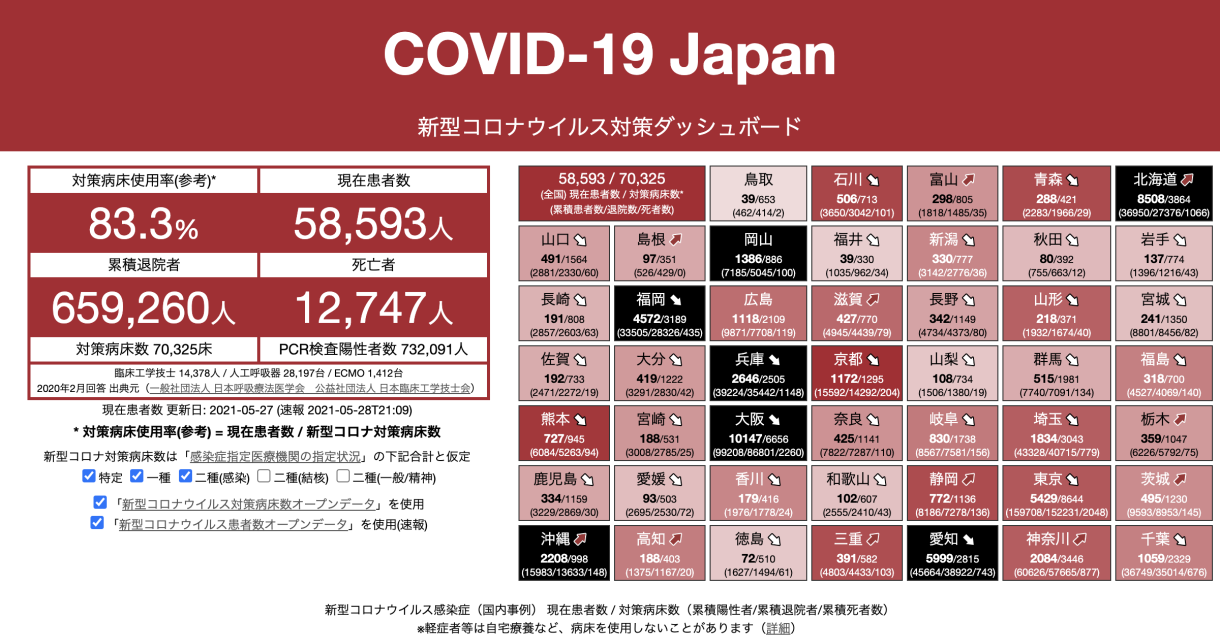 COVID-19 Japan
新型コロナウイルス対策ダッシュボード
対策病床使用率(参考)*
現在患者数
83.3%
58,593人
累積退院者
死亡者
659,260人
12,747人
対策病床数 70,325床
PCR検査陽性者数 732,091人
臨床工学技士 14,378人 / 人工呼吸器 28,197台 / ECMO 1,412台
2020年2月回答 出典元（一般社団法人 日本呼吸療法医学会　公益社団法人 日本臨床工学技士会）
現在患者数 更新日: 2021-05-27 (速報 2021-05-28T21:09)
* 対策病床使用率(参考) = 現在患者数 / 新型コロナ対策病床数
新型コロナ対策病床数は「感染症指定医療機関の指定状況」の下記合計と仮定
特定 一種 二種(感染) 二種(結核) 二種(一般/精神)
「新型コロナウイルス対策病床数オープンデータ」を使用
「新型コロナウイルス患者数オープンデータ」を使用(速報)
58,593 / 70,325
(全国) 現在患者数 / 対策病床数*
(累積患者数/退院数/死者数)
鳥取
39/653
(462/414/2)
石川
506/713
(3650/3042/101)
富山
298/805
(1818/1485/35)
青森
288/421
(2283/1966/29)
北海道
8508/3864
(36950/27376/1066)
山口
491/1564
(2881/2330/60)
島根
97/351
(526/429/0)
岡山
1386/886
(7185/5045/100)
福井
39/330
(1035/962/34)
新潟
330/777
(3142/2776/36)
秋田
80/392
(755/663/12)
岩手
137/774
(1396/1216/43)
長崎
191/808
(2857/2603/63)
福岡
4572/3189
(33505/28326/435)
広島
1118/2109
(9871/7708/119)
滋賀
427/770
(4945/4439/79)
長野
342/1149
(4734/4373/80)
山形
218/371
(1932/1674/40)
宮城
241/1350
(8801/8456/82)
佐賀
192/733
(2471/2272/19)
大分
419/1222
(3291/2830/42)
兵庫
2646/2505
(39224/35442/1148)
京都
1172/1295
(15592/14292/204)
山梨
108/734
(1506/1380/19)
群馬
515/1981
(7740/7091/134)
福島
318/700
(4527/4069/140)
熊本
727/945
(6084/5263/94)
宮崎
188/531
(3008/2785/25)
大阪
10147/6656
(99208/86801/2260)
奈良
425/1141
(7822/7287/110)
岐阜
830/1738
(8567/7581/156)
埼玉
1834/3043
(43328/40715/779)
栃木
359/1047
(6226/5792/75)
鹿児島
334/1159
(3229/2869/30)
愛媛
93/503
(2695/2530/72)
香川
179/416
(1976/1778/24)
和歌山
102/607
(2555/2410/43)
静岡
772/1136
(8186/7278/136)
東京
5429/8644
(159708/152231/2048)
茨城
495/1230
(9593/8953/145)
沖縄
2208/998
(15983/13633/148)
高知
188/403
(1375/1167/20)
徳島
72/510
(1627/1494/61)
三重
391/582
(4803/4433/103)
愛知
5999/2815
(45664/38922/743)
神奈川
2084/3446
(60626/57665/877)
千葉
1059/2329
(36749/35014/676)
新型コロナウイルス感染症（国内事例） 現在患者数 / 対策病床数（累積陽性者/累積退院者/累積死者数）
※軽症者等は自宅療養など、病床を使用しないことがあります（詳細）